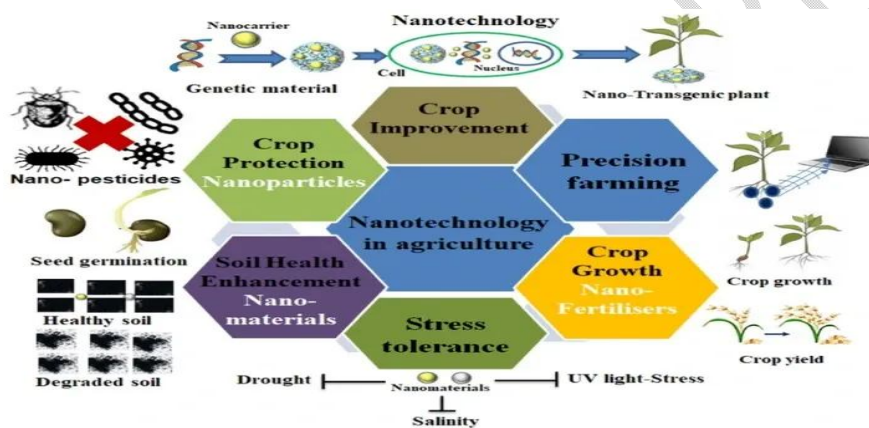 Nanotechnology
Nanocarrier
Cell
Nucleus
Genetic material
Nano-Transgenic plant
Crop
Improvement
Crop
Protection
Nanoparticles
Precision
farming
Nano- pesticides
Nanotechnology
in agriculture
Seed germination
Soil Health
Enhancement
Nano-
materials
Crop
Growth
Nano-
Fertilisers
Crop growth
Healthy soil
Stress
tolerance
Crop yield
Degraded soil
Drought
Nanomaterials
UV light-Stress
Salinity